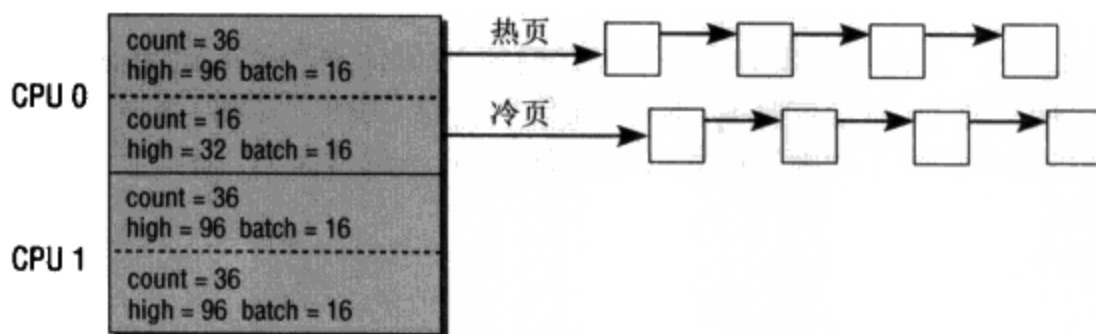 CPU 0
count = 36
high = 96 batch = 16
热页
count = 16
high = 32 batch = 16
冷页
CPU 1
count = 36
high = 96 batch = 16
count = 36
high = 96 batch = 16